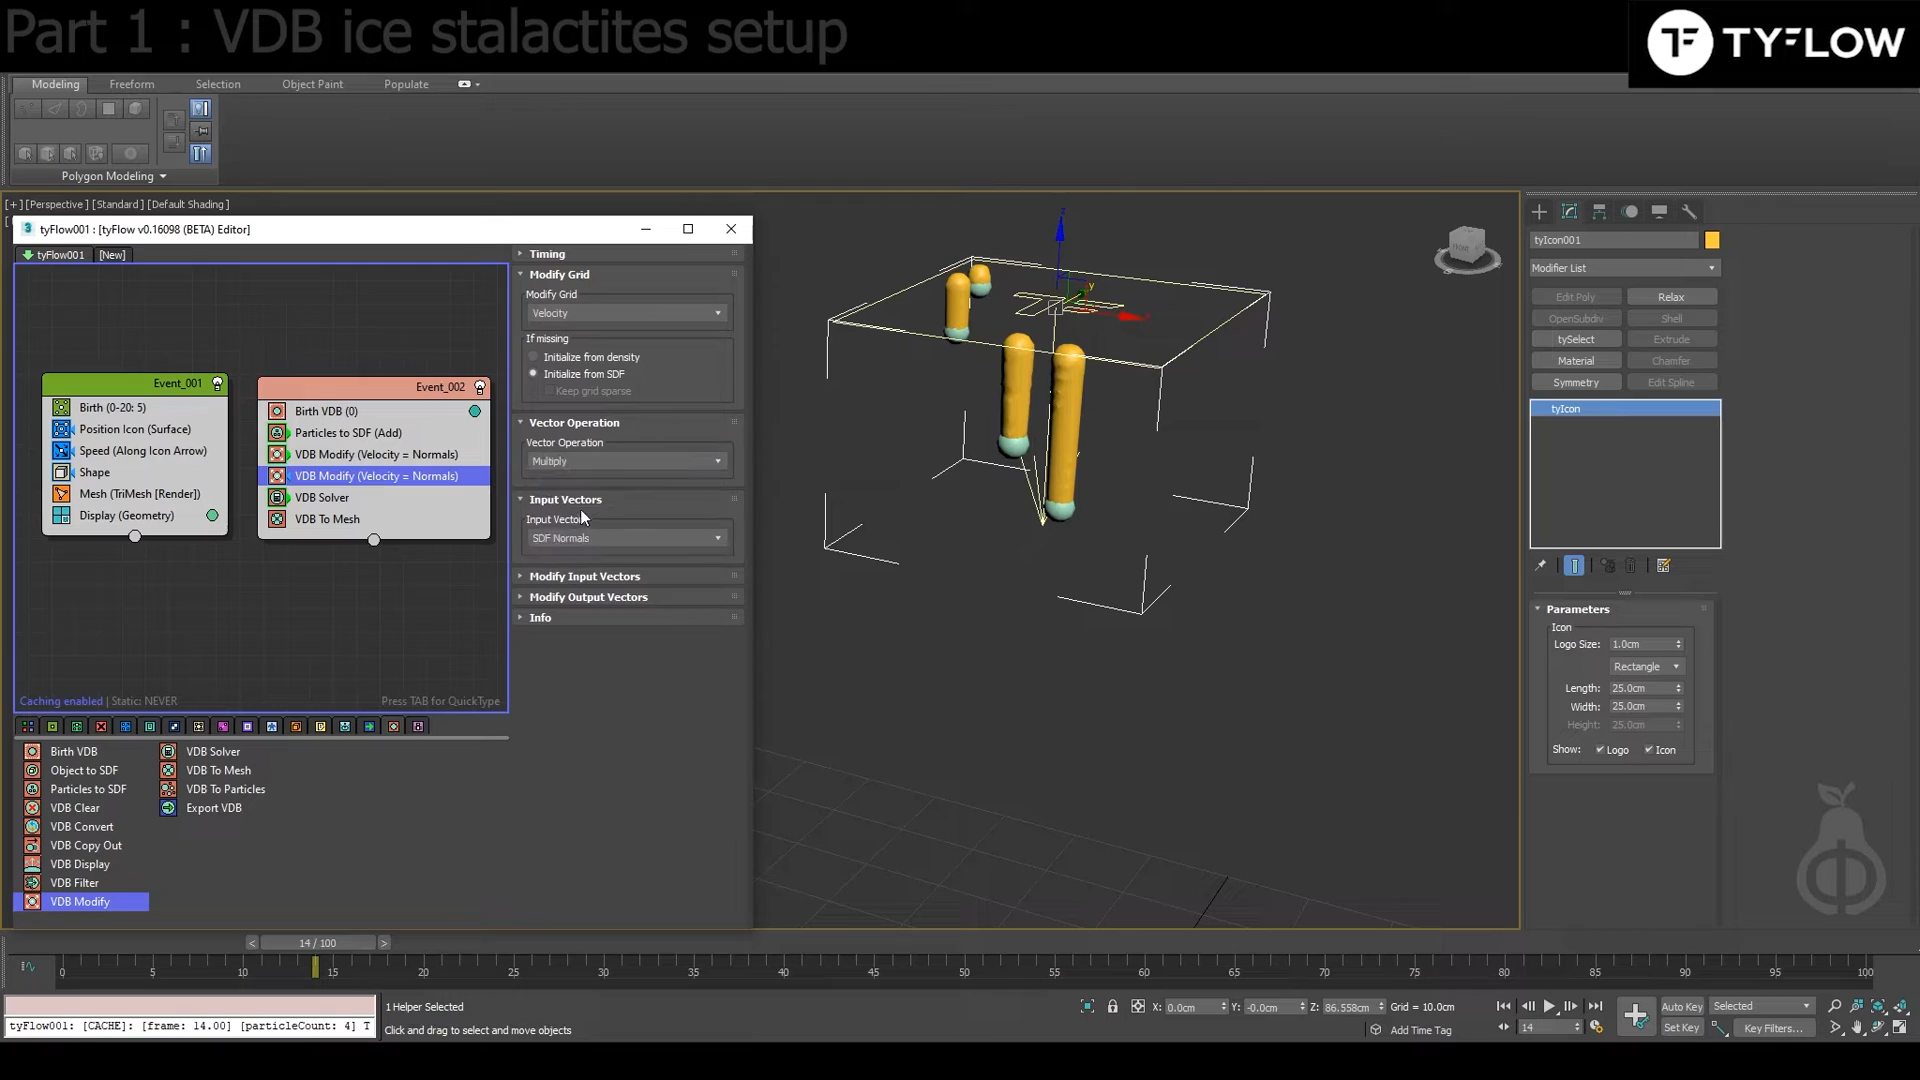 Part 1 : VDB ice stalactites setup
TYFLOW
Modeling
Freeform
Selection
Object Paint
Populate
Polygon Modeling
[+] [Perspective ] [Standard ] [Default Shading ]
tyFlow001 : [tyFlow v0.16098 (BETA) Editor]
tyFlow001
[New]
Event_001
Birth (0-20: 5)
Position Icon (Surface)
Speed (Along Icon Arrow)
Shape
Mesh (TriMesh [Render])
Display (Geometry)
Event_002
Birth VDB (0)
Particles to SDF (Add)
VDB Modify (Velocity = Normals)
VDB Modify (Velocity = Normals)
VDB Solver
VDB To Mesh
Caching enabled | Static: NEVER
Press TAB for QuickType
Timing
Modify Grid
Modify Grid
Velocity
If missing
Initialize from density
Initialize from SDF
Keep grid sparse
Vector Operation
Vector Operation
Multiply
Input Vectors
Input Vector
SDF Normals
Modify Input Vectors
Modify Output Vectors
Info
Birth VDB
Object to SDF
Particles to SDF
VDB Clear
VDB Convert
VDB Copy Out
VDB Display
VDB Filter
VDB Modify
VDB Solver
VDB To Mesh
VDB To Particles
Export VDB
z
y
FRONT
tyIcon001
Modifier List
Edit Poly
Relax
OpenSubdiv
Shell
tySelect
Extrude
Material
Chamfer
Symmetry
Edit Spline
tyIcon
Parameters
Icon
Logo Size: 1.0cm
Rectangle
Length: 25.0cm
Width: 25.0cm
Height: 25.0cm
Show: Logo Icon
< 14 / 100 >
0 5 10 15 20 25 30 35 40 45 50 55 60 65 70 75 80 85 90 95 100
tyFlow001: [CACHE]: [frame: 14.00] [particleCount: 4] T
1 Helper Selected
Click and drag to select and move objects
X: 0.0cm Y: -0.0cm Z: 86.558cm Grid = 10.0cm
Add Time Tag
14
Auto Key
Selected
Set Key
Key Filters...